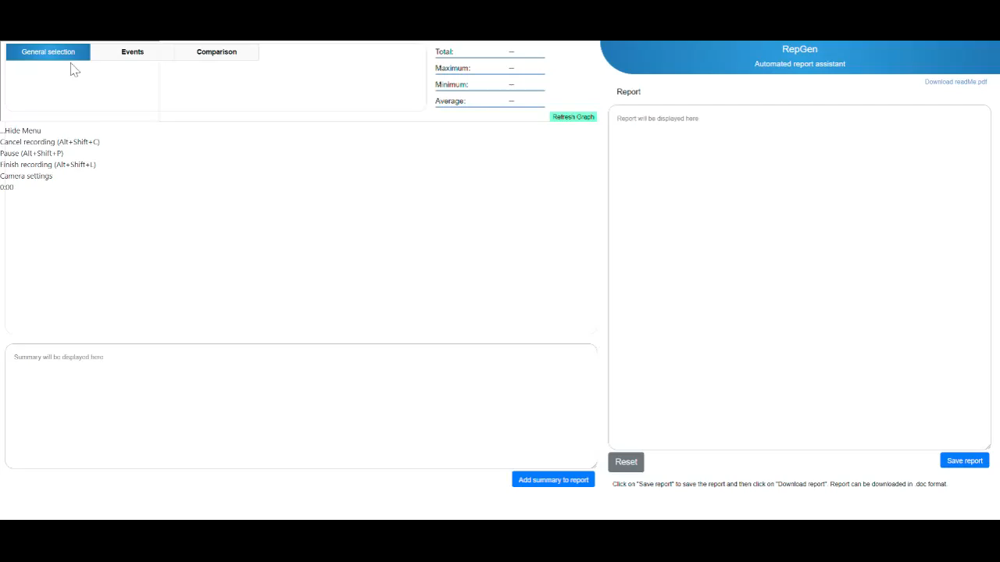 General selection
Events
Comparison
Total: --
Maximum: --
Minimum: --
Average: --
Refresh Graph
...Hide Menu
Cancel recording (Alt+Shift+C)
Pause (Alt+Shift+P)
Finish recording (Alt+Shift+L)
Camera settings
0:00
Summary will be displayed here
Add summary to report
RepGen
Automated report assistant
Download readMe.pdf
Report
Report will be displayed here
Reset
Save report
Click on "Save report" to save the report and then click on "Download report". Report can be downloaded in .doc format.